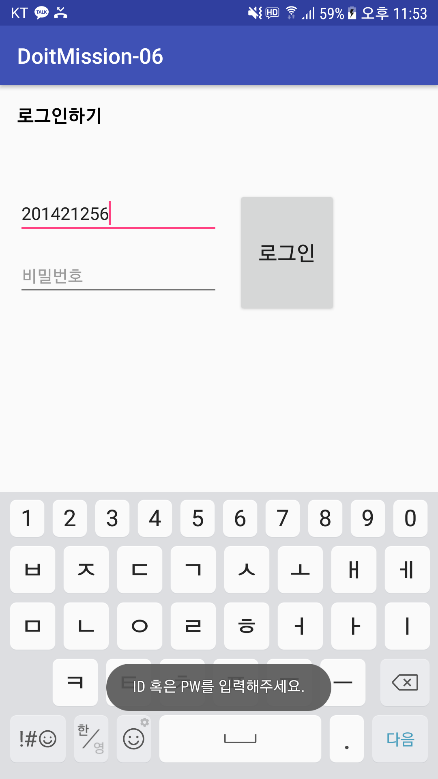 KT TALK HD 59% 오후 11:53
DoitMission-06
로그인하기
201421256
로그인
비밀번호
1 2 3 4 5 6 7 8 9 0
ㅂ ㅈ ㄷ ㄱ ㅅ ㅗ ㅐ ㅔ
ㅁ ㄴ ㅇ ㄹ ㅎ ㅓ ㅏ ㅣ
ㅋ ㅡ
ID 혹은 PW를 입력해주세요.
!#☺ 한/영 . 다음